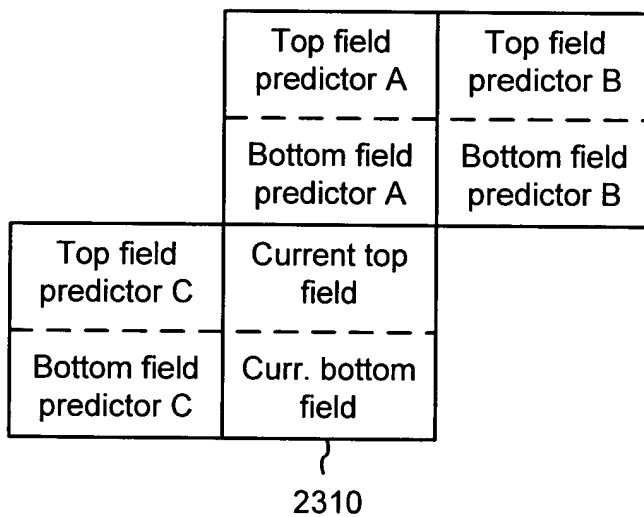 Top field
predictor A
Top field
predictor B
Bottom field
predictor A
Bottom field
predictor B
Top field
predictor C
Current top
field
Bottom field
predictor C
Curr. bottom
field
2310